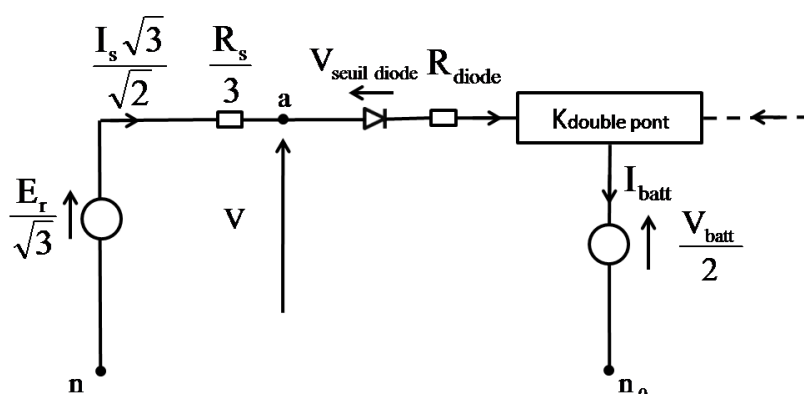 I_s √3 / √2
R_s / 3
a
V_seuil diode
R_diode
K_double pont
E_r / √3
V
I_batt
V_batt / 2
n
n_0